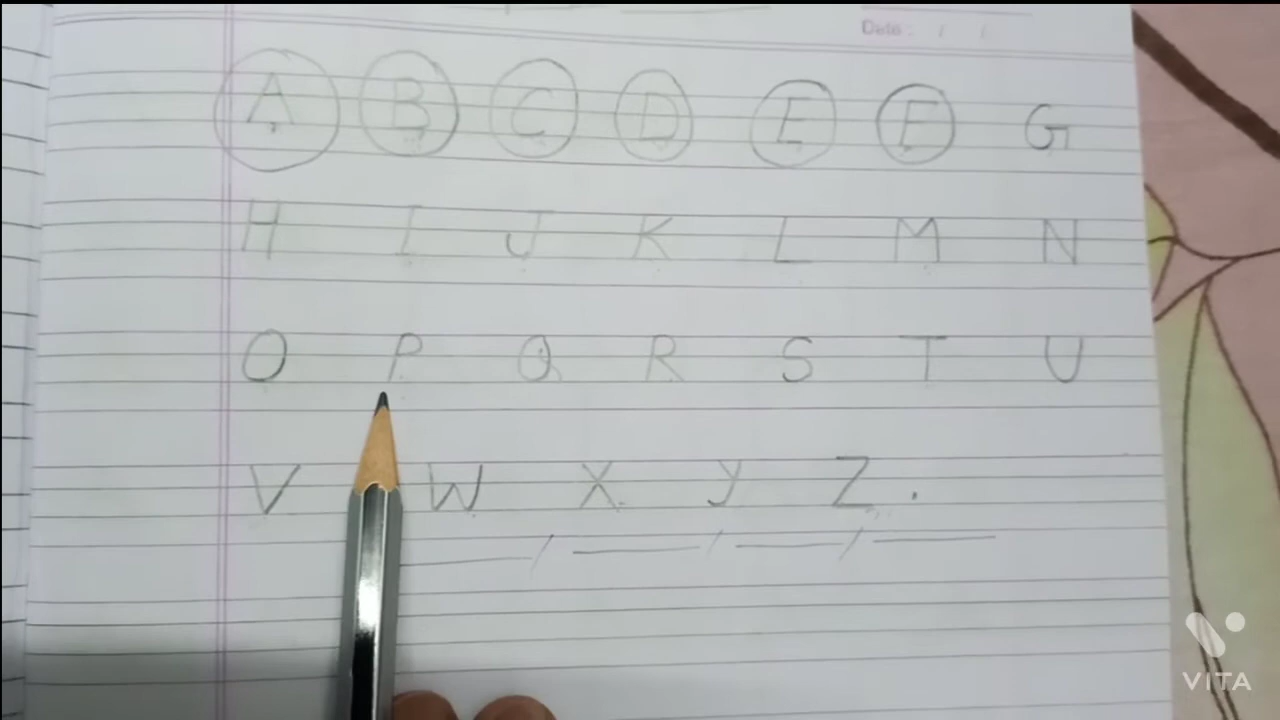 Date : / /
A B C D E F G
H I J K L M N
O P Q R S T U
V W X Y Z .
VITA